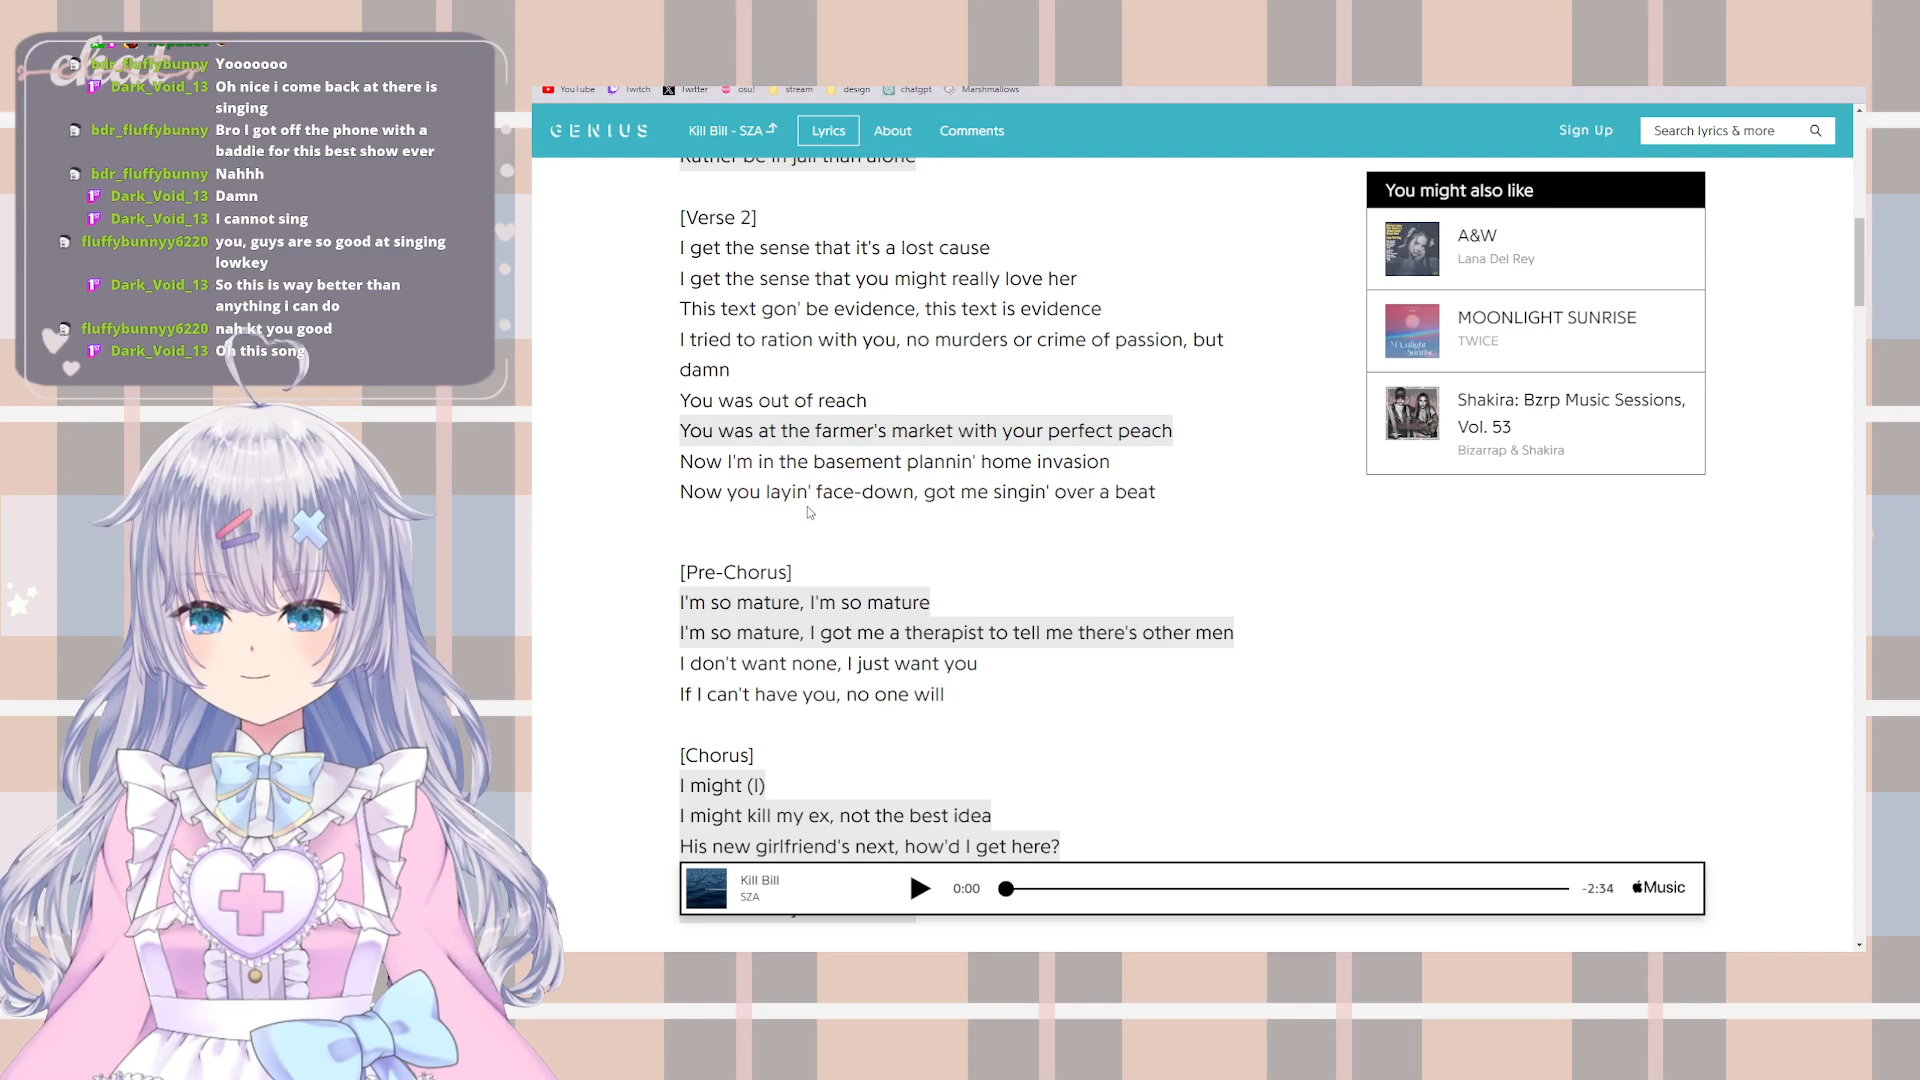 chat
bdr_fluffybunny Yooooooo
Dark_Void_13 Oh nice i come back at there is
singing
bdr_fluffybunny Bro I got off the phone with a
baddie for this best show ever
bdr_fluffybunny Nahhh
Dark_Void_13 Damn
Dark_Void_13 I cannot sing
fluffybunnyy6220 you, guys are so good at singing
lowkey
Dark_Void_13 So this is way better than
anything i can do
fluffybunnyy6220 nah kt you good
Dark_Void_13 Oh this song
YouTube Twitch Twitter osu! stream design chatgpt Marshmallows
GENIUS Kill Bill - SZA Lyrics About Comments Sign Up Search lyrics & more
Rather be in jail than alone
[Verse 2]
I get the sense that it's a lost cause
I get the sense that you might really love her
This text gon' be evidence, this text is evidence
I tried to ration with you, no murders or crime of passion, but
damn
You was out of reach
You was at the farmer's market with your perfect peach
Now I'm in the basement plannin' home invasion
Now you layin' face-down, got me singin' over a beat
[Pre-Chorus]
I'm so mature, I'm so mature
I'm so mature, I got me a therapist to tell me there's other men
I don't want none, I just want you
If I can't have you, no one will
[Chorus]
I might (I)
I might kill my ex, not the best idea
His new girlfriend's next, how'd I get here?
Kill Bill
SZA
0:00 -2:34 Music
You might also like
A&W
Lana Del Rey
MOONLIGHT SUNRISE
TWICE
Shakira: Bzrp Music Sessions,
Vol. 53
Bizarrap & Shakira